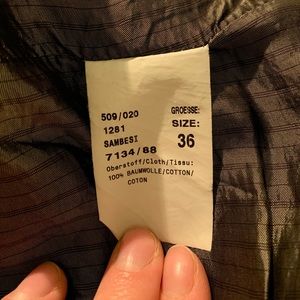 509/020 GROESSE:
1281 SIZE:
SAMBESI 36
7134/88
Oberstoff/Cloth/Tissu:
100% BAUMWOLLE/COTTON/
COTON